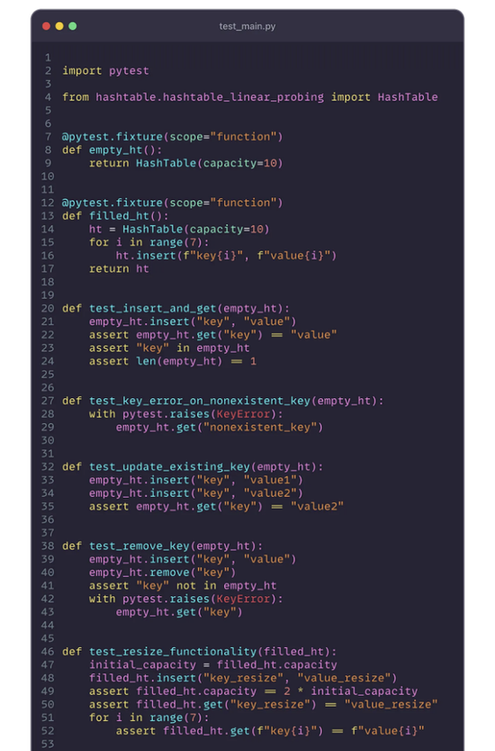 test_main.py
1
2 import pytest
3
4 from hashtable.hashtable_linear_probing import HashTable
5
6
7 @pytest.fixture(scope="function")
8 def empty_ht():
9     return HashTable(capacity=10)
10
11
12 @pytest.fixture(scope="function")
13 def filled_ht():
14     ht = HashTable(capacity=10)
15     for i in range(7):
16         ht.insert(f"key{i}", f"value{i}")
17     return ht
18
19
20 def test_insert_and_get(empty_ht):
21     empty_ht.insert("key", "value")
22     assert empty_ht.get("key") == "value"
23     assert "key" in empty_ht
24     assert len(empty_ht) == 1
25
26
27 def test_key_error_on_nonexistent_key(empty_ht):
28     with pytest.raises(KeyError):
29         empty_ht.get("nonexistent_key")
30
31
32 def test_update_existing_key(empty_ht):
33     empty_ht.insert("key", "value1")
34     empty_ht.insert("key", "value2")
35     assert empty_ht.get("key") == "value2"
36
37
38 def test_remove_key(empty_ht):
39     empty_ht.insert("key", "value")
40     empty_ht.remove("key")
41     assert "key" not in empty_ht
42     with pytest.raises(KeyError):
43         empty_ht.get("key")
44
45
46 def test_resize_functionality(filled_ht):
47     initial_capacity = filled_ht.capacity
48     filled_ht.insert("key_resize", "value_resize")
49     assert filled_ht.capacity == 2 * initial_capacity
50     assert filled_ht.get("key_resize") == "value_resize"
51     for i in range(7):
52         assert filled_ht.get(f"key{i}") == f"value{i}"
53